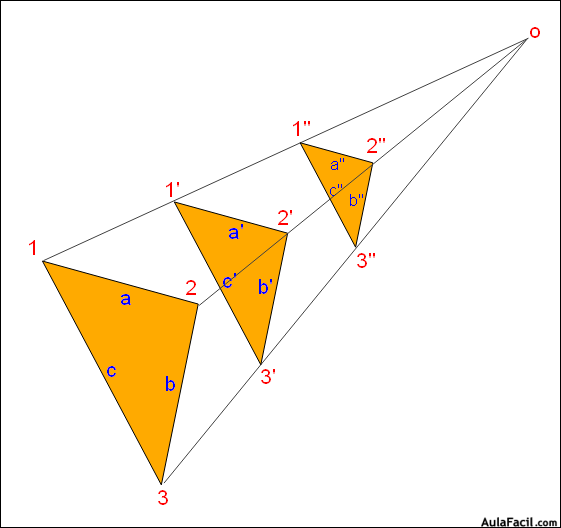 O
1"
2"
a"
c"
b"
3"
1'
2'
a'
c'
b'
3'
1
2
a
c
b
3
AulaFacil.com